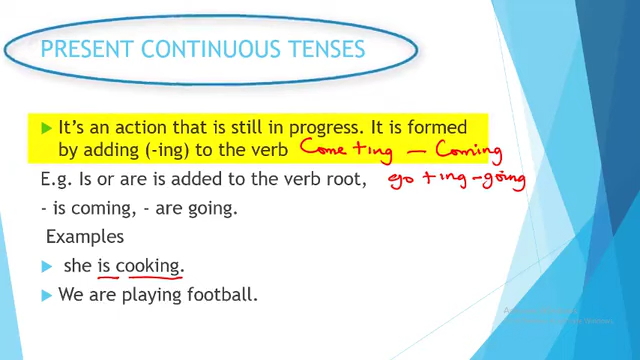 PRESENT CONTINUOUS TENSES
It's an action that is still in progress. It is formed
by adding (-ing) to the verb Come +ing — Coming
E.g. Is or are is added to the verb root, go +ing - going
- is coming, - are going.
Examples
she is cooking.
We are playing football.